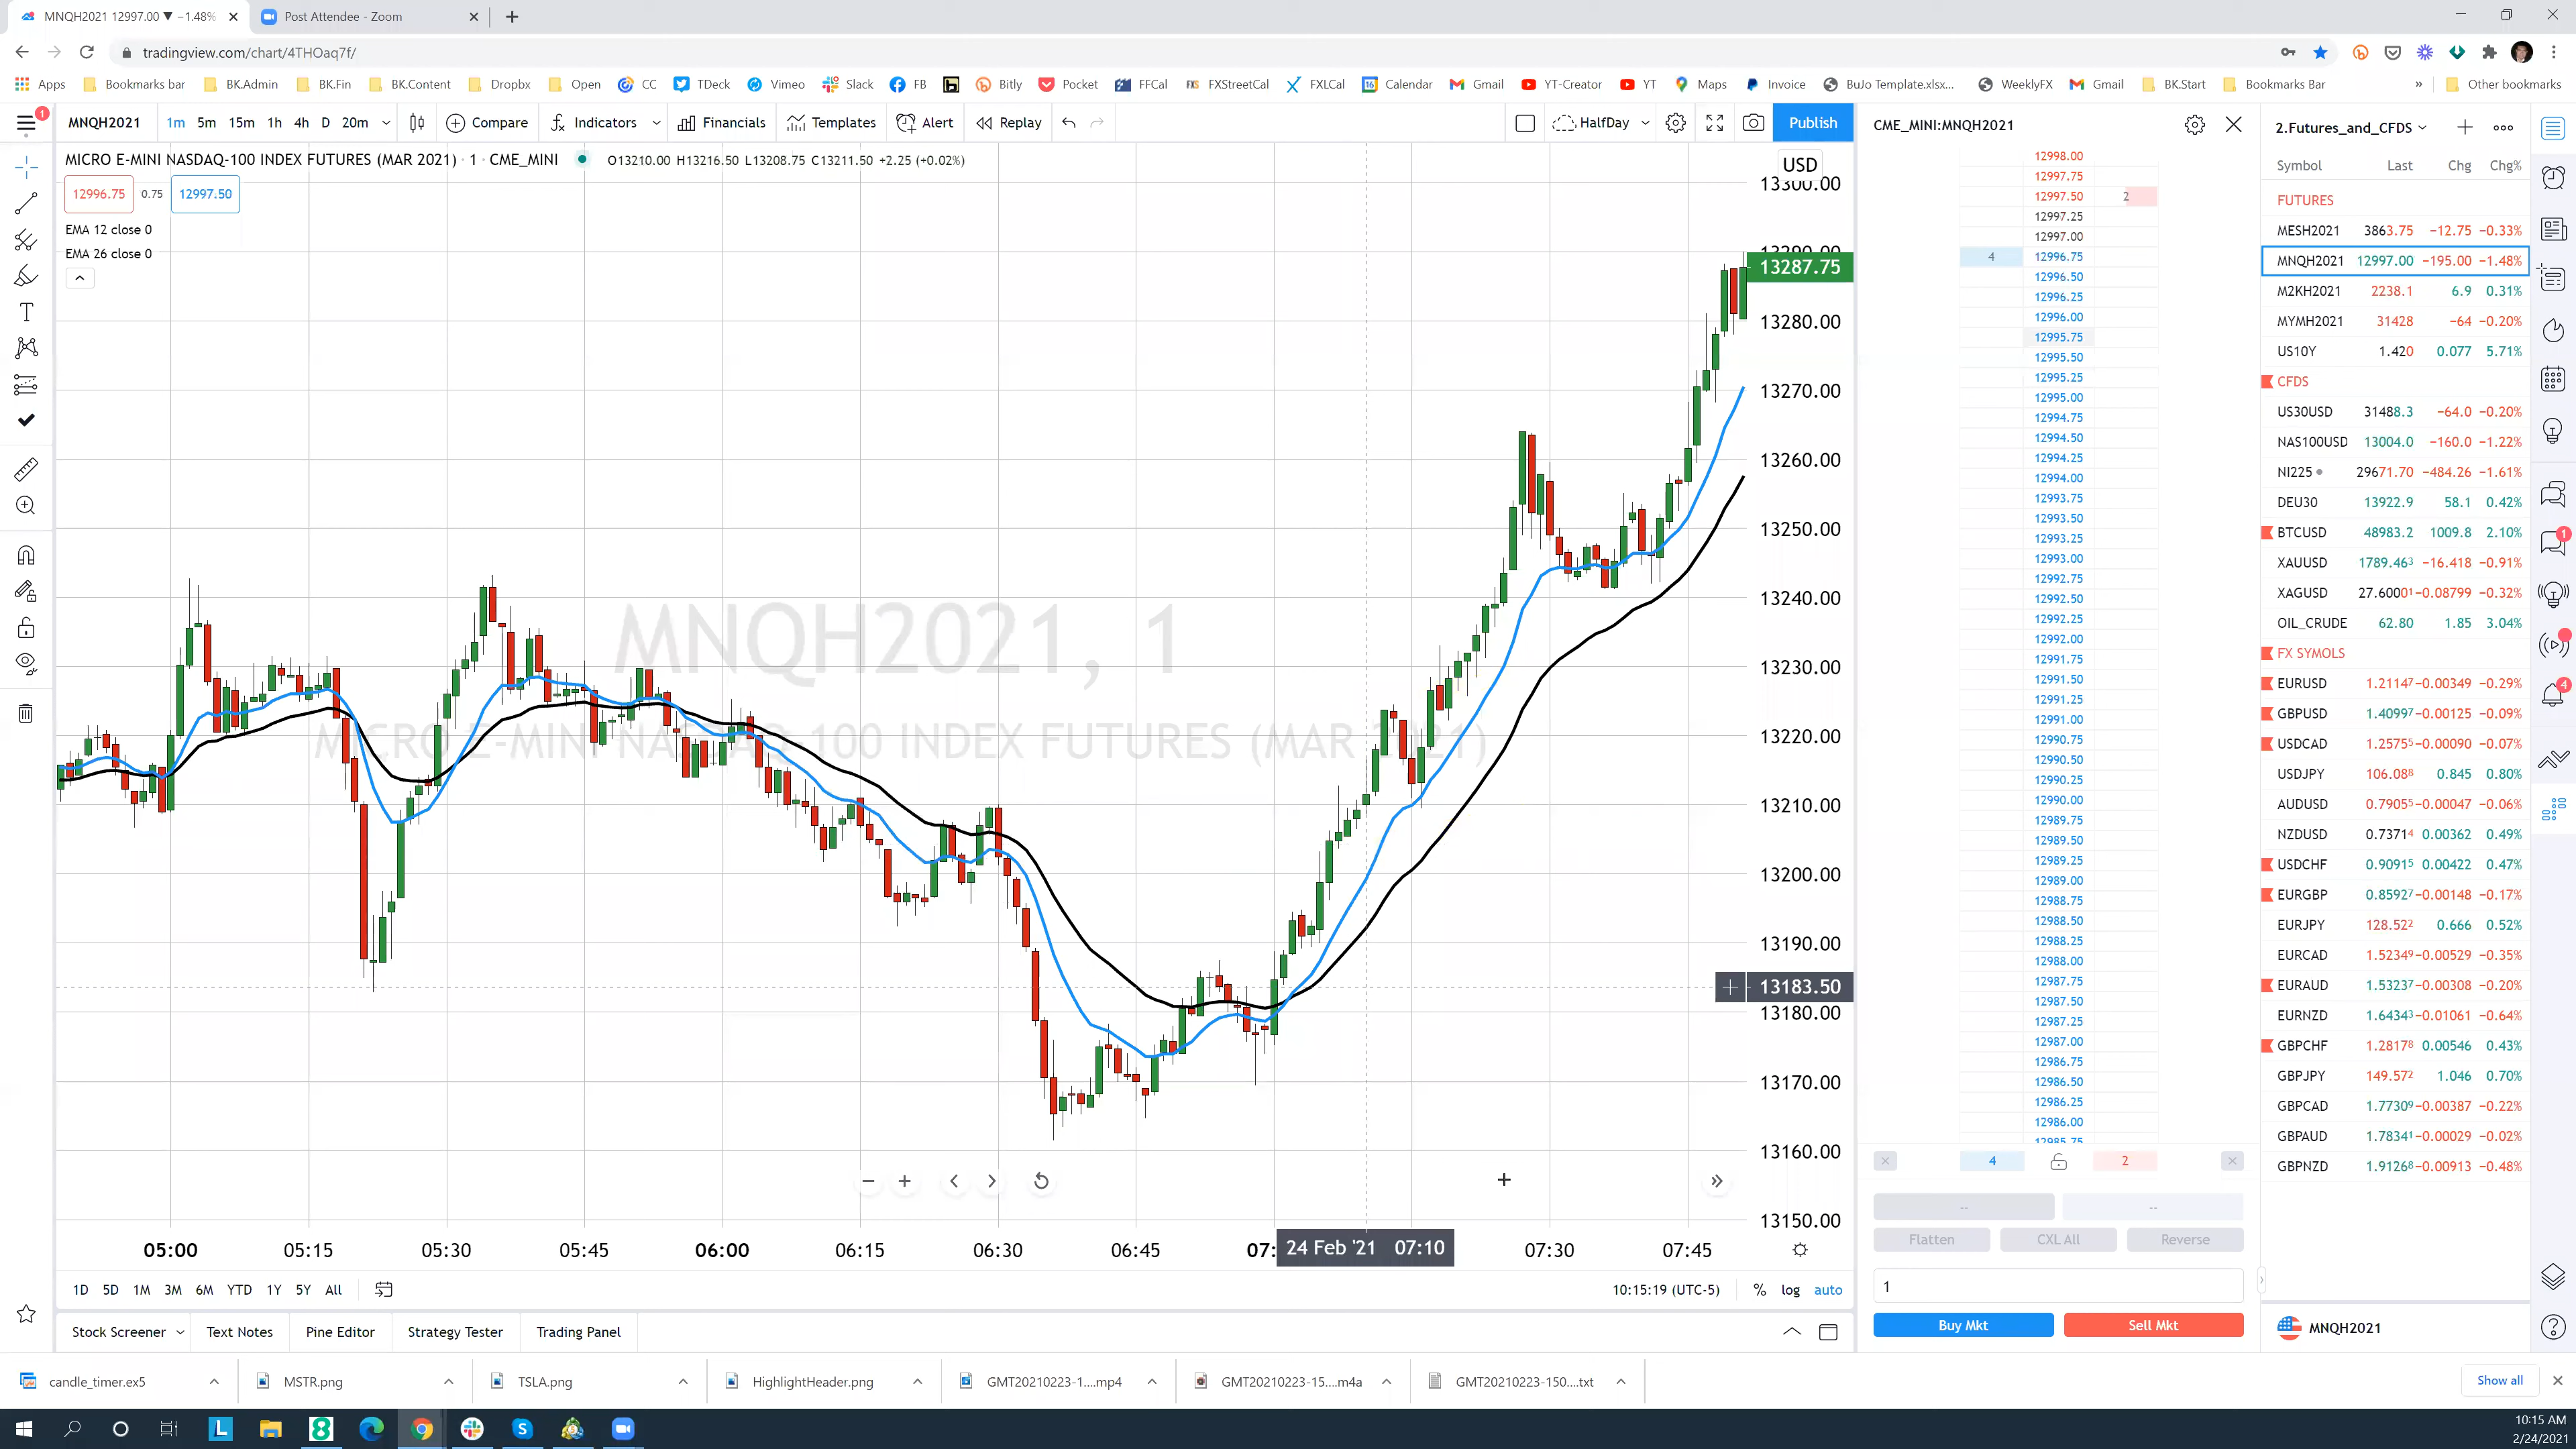 MNQH2021 12997.00 ▼ −1.48%
Post Attendee - Zoom
tradingview.com/chart/4THOaq7f/
Apps Bookmarks bar BK.Admin BK.Fin BK.Content Dropbx Open CC TDeck Vimeo Slack FB Bitly Pocket FFCal FXStreetCal FXLCal Calendar Gmail YT-Creator YT Maps Invoice BuJo Template.xlsx... WeeklyFX Gmail BK.Start Bookmarks Bar » Other bookmarks
MNQH2021 1m 5m 15m 1h 4h D 20m Compare Indicators Financials Templates Alert Replay HalfDay Publish
MICRO E-MINI NASDAQ-100 INDEX FUTURES (MAR 2021) · 1 · CME_MINI O13210.00 H13216.50 L13208.75 C13211.50 +2.25 (+0.02%)
12996.75 0.75 12997.50
EMA 12 close 0
EMA 26 close 0
MNQH2021, 1
USD
13300.00
13290.00
13287.75
13280.00
13270.00
13260.00
13250.00
13240.00
13230.00
13220.00
13210.00
13200.00
13190.00
13183.50
13180.00
13170.00
13160.00
13150.00
05:00 05:15 05:30 05:45 06:00 06:15 06:30 06:45 07: 24 Feb '21 07:10 07:30 07:45
1D 5D 1M 3M 6M YTD 1Y 5Y All
10:15:19 (UTC-5) % log auto
Stock Screener Text Notes Pine Editor Strategy Tester Trading Panel
CME_MINI:MNQH2021
12998.00
12997.75
12997.50 2
12997.25
12997.00
4 12996.75
12996.50
12996.25
12996.00
12995.75
12995.50
12995.25
12995.00
12994.75
12994.50
12994.25
12994.00
12993.75
12993.50
12993.25
12993.00
12992.75
12992.50
12992.25
12992.00
12991.75
12991.50
12991.25
12991.00
12990.75
12990.50
12990.25
12990.00
12989.75
12989.50
12989.25
12989.00
12988.75
12988.50
12988.25
12988.00
12987.75
12987.50
12987.25
12987.00
12986.75
12986.50
12986.25
12986.00
12985.75
4 2
-- --
Flatten CXL All Reverse
1
Buy Mkt Sell Mkt
2.Futures_and_CFDs
Symbol Last Chg Chg%
FUTURES
MESH2021 3863.75 −12.75 −0.33%
MNQH2021 12997.00 −195.00 −1.48%
M2KH2021 2238.1 6.9 0.31%
MYMH2021 31428 −64 −0.20%
US10Y 1.420 0.077 5.71%
CFDS
US30USD 31488.3 −64.0 −0.20%
NAS100USD 13004.0 −160.0 −1.22%
NI225 29671.70 −484.26 −1.61%
DEU30 13922.9 58.1 0.42%
BTCUSD 48983.2 1009.8 2.10%
XAUUSD 1789.463 −16.418 −0.91%
XAGUSD 27.60001 −0.08799 −0.32%
OIL_CRUDE 62.80 1.85 3.04%
FX SYMOLS
EURUSD 1.21147 −0.00349 −0.29%
GBPUSD 1.40997 −0.00125 −0.09%
USDCAD 1.25755 −0.00090 −0.07%
USDJPY 106.088 0.845 0.80%
AUDUSD 0.79055 −0.00047 −0.06%
NZDUSD 0.73714 0.00362 0.49%
USDCHF 0.90915 0.00422 0.47%
EURGBP 0.85927 −0.00148 −0.17%
EURJPY 128.522 0.666 0.52%
EURCAD 1.52349 −0.00529 −0.35%
EURAUD 1.53237 −0.00308 −0.20%
EURNZD 1.64343 −0.01061 −0.64%
GBPCHF 1.28178 0.00546 0.43%
GBPJPY 149.572 1.046 0.70%
GBPCAD 1.77309 −0.00387 −0.22%
GBPAUD 1.78341 −0.00029 −0.02%
GBPNZD 1.91268 −0.00913 −0.48%
MNQH2021
candle_timer.ex5 MSTR.png TSLA.png HighlightHeader.png GMT20210223-1....mp4 GMT20210223-15....m4a GMT20210223-150....txt Show all
10:15 AM
2/24/2021